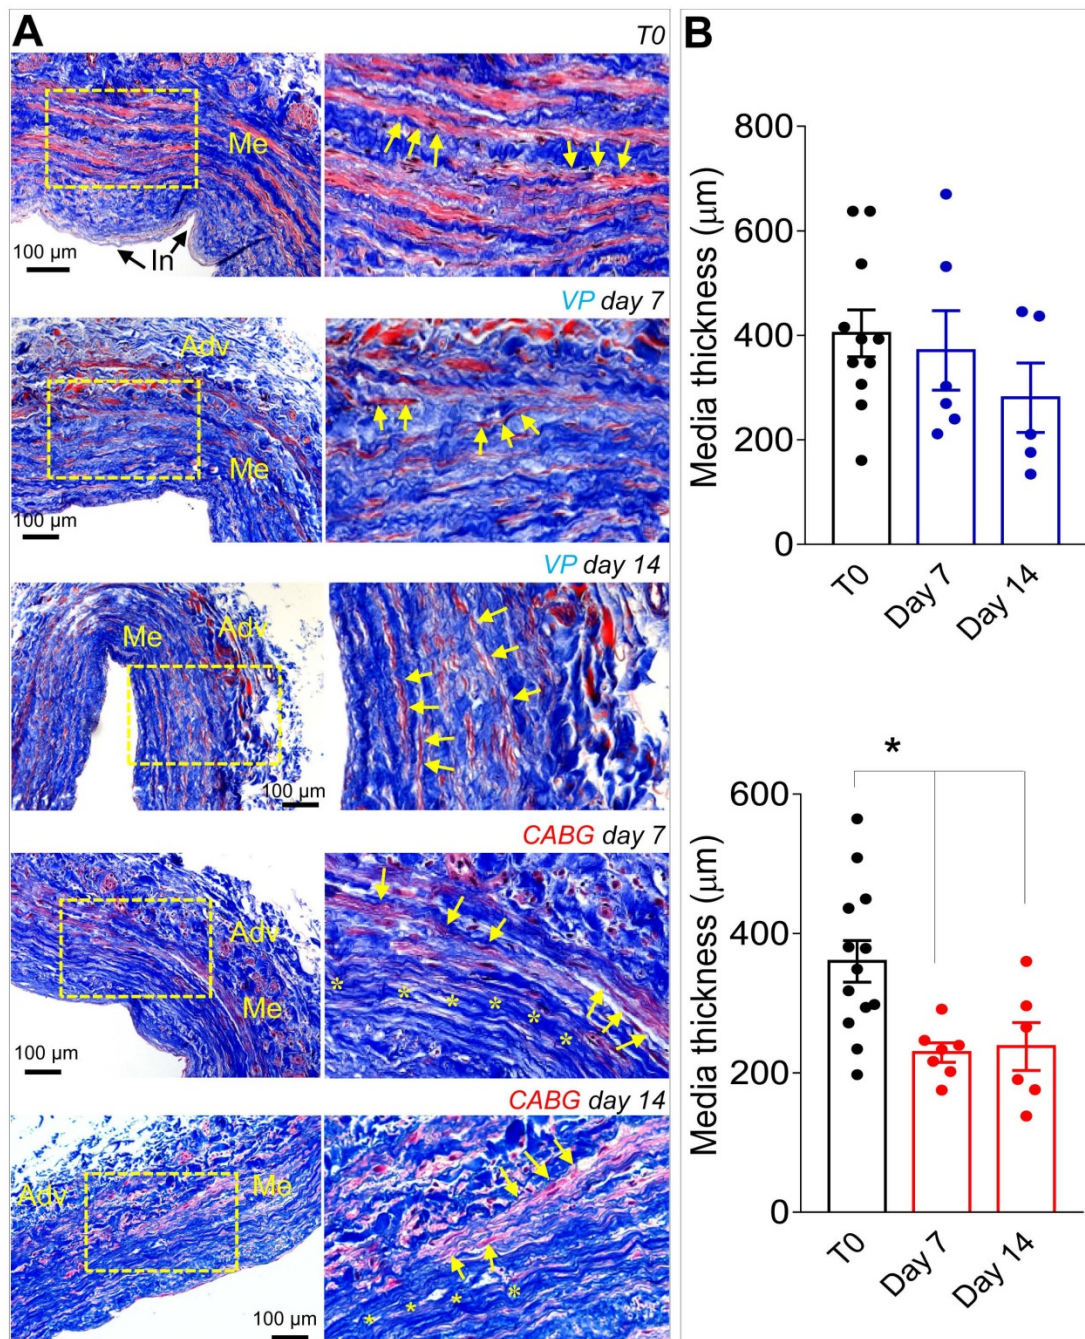 A
T0
Me
In
100 µm
VP day 7
Adv
Me
100 µm
VP day 14
Me
Adv
100 µm
CABG day 7
Adv
Me
100 µm
* * * * * *
CABG day 14
Adv
Me
100 µm
* * * *
B
Media thickness (µm)
800
600
400
200
0
T0
Day 7
Day 14
*
Media thickness (µm)
600
400
200
0
T0
Day 7
Day 14